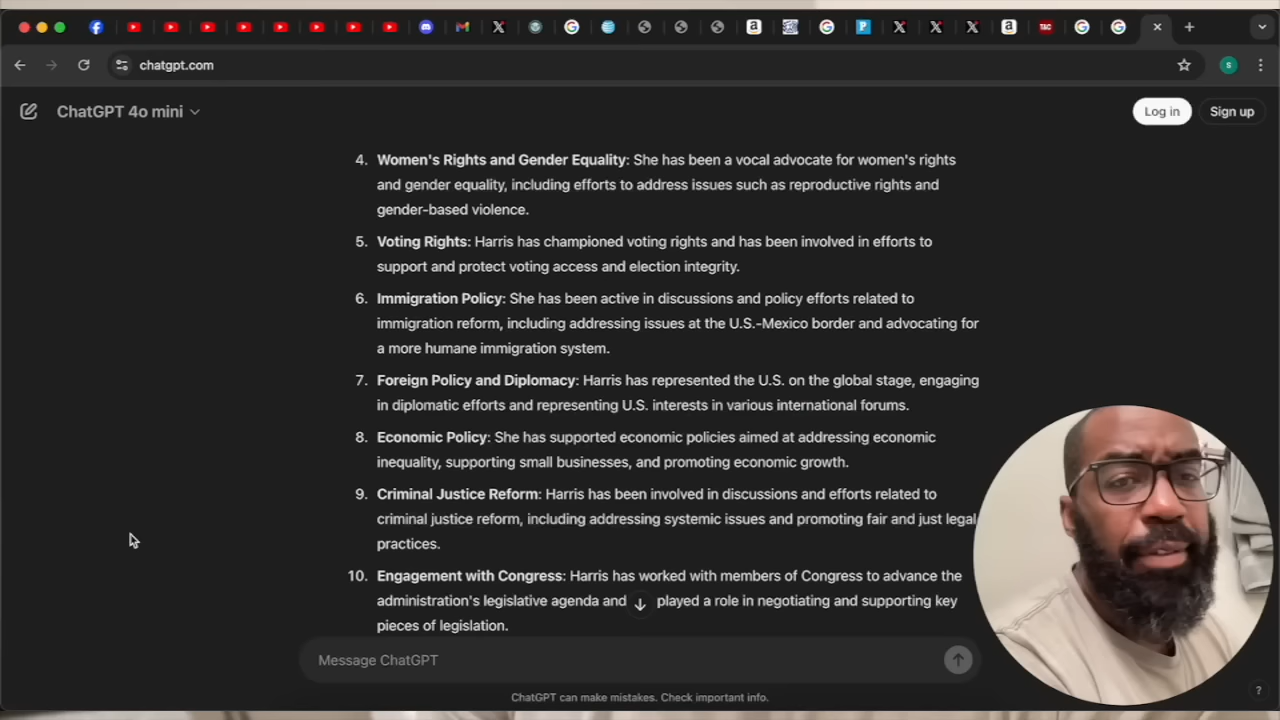 chatgpt.com
S
ChatGPT 4o mini
Log in
Sign up
4. Women's Rights and Gender Equality: She has been a vocal advocate for women's rights
and gender equality, including efforts to address issues such as reproductive rights and
gender-based violence.
5. Voting Rights: Harris has championed voting rights and has been involved in efforts to
support and protect voting access and election integrity.
6. Immigration Policy: She has been active in discussions and policy efforts related to
immigration reform, including addressing issues at the U.S.-Mexico border and advocating for
a more humane immigration system.
7. Foreign Policy and Diplomacy: Harris has represented the U.S. on the global stage, engaging
in diplomatic efforts and representing U.S. interests in various international forums.
8. Economic Policy: She has supported economic policies aimed at addressing economic
inequality, supporting small businesses, and promoting economic growth.
9. Criminal Justice Reform: Harris has been involved in discussions and efforts related to
criminal justice reform, including addressing systemic issues and promoting fair and just legal
practices.
10. Engagement with Congress: Harris has worked with members of Congress to advance the
administration's legislative agenda and played a role in negotiating and supporting key
pieces of legislation.
Message ChatGPT
ChatGPT can make mistakes. Check important info.
?